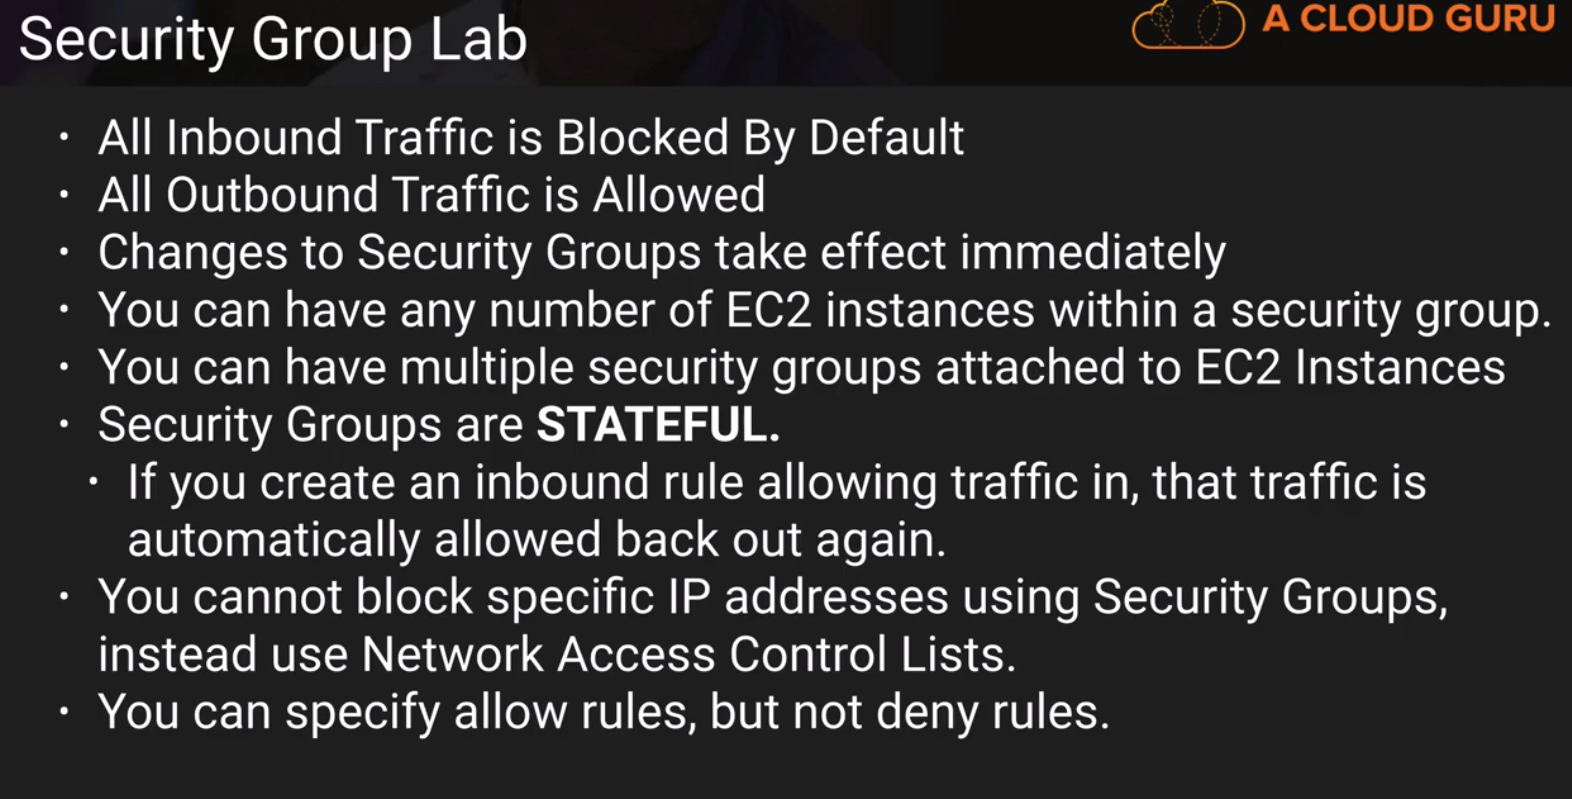 Security Group Lab
A CLOUD GURU
· All Inbound Traffic is Blocked By Default
· All Outbound Traffic is Allowed
· Changes to Security Groups take effect immediately
· You can have any number of EC2 instances within a security group.
· You can have multiple security groups attached to EC2 Instances
· Security Groups are STATEFUL.
· If you create an inbound rule allowing traffic in, that traffic is
automatically allowed back out again.
· You cannot block specific IP addresses using Security Groups,
instead use Network Access Control Lists.
· You can specify allow rules, but not deny rules.